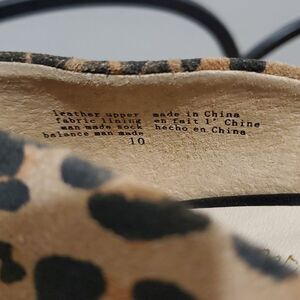 leather upper made in China
fabric lining en fait l' Chine
man made sock hecho en China
balance man made
10